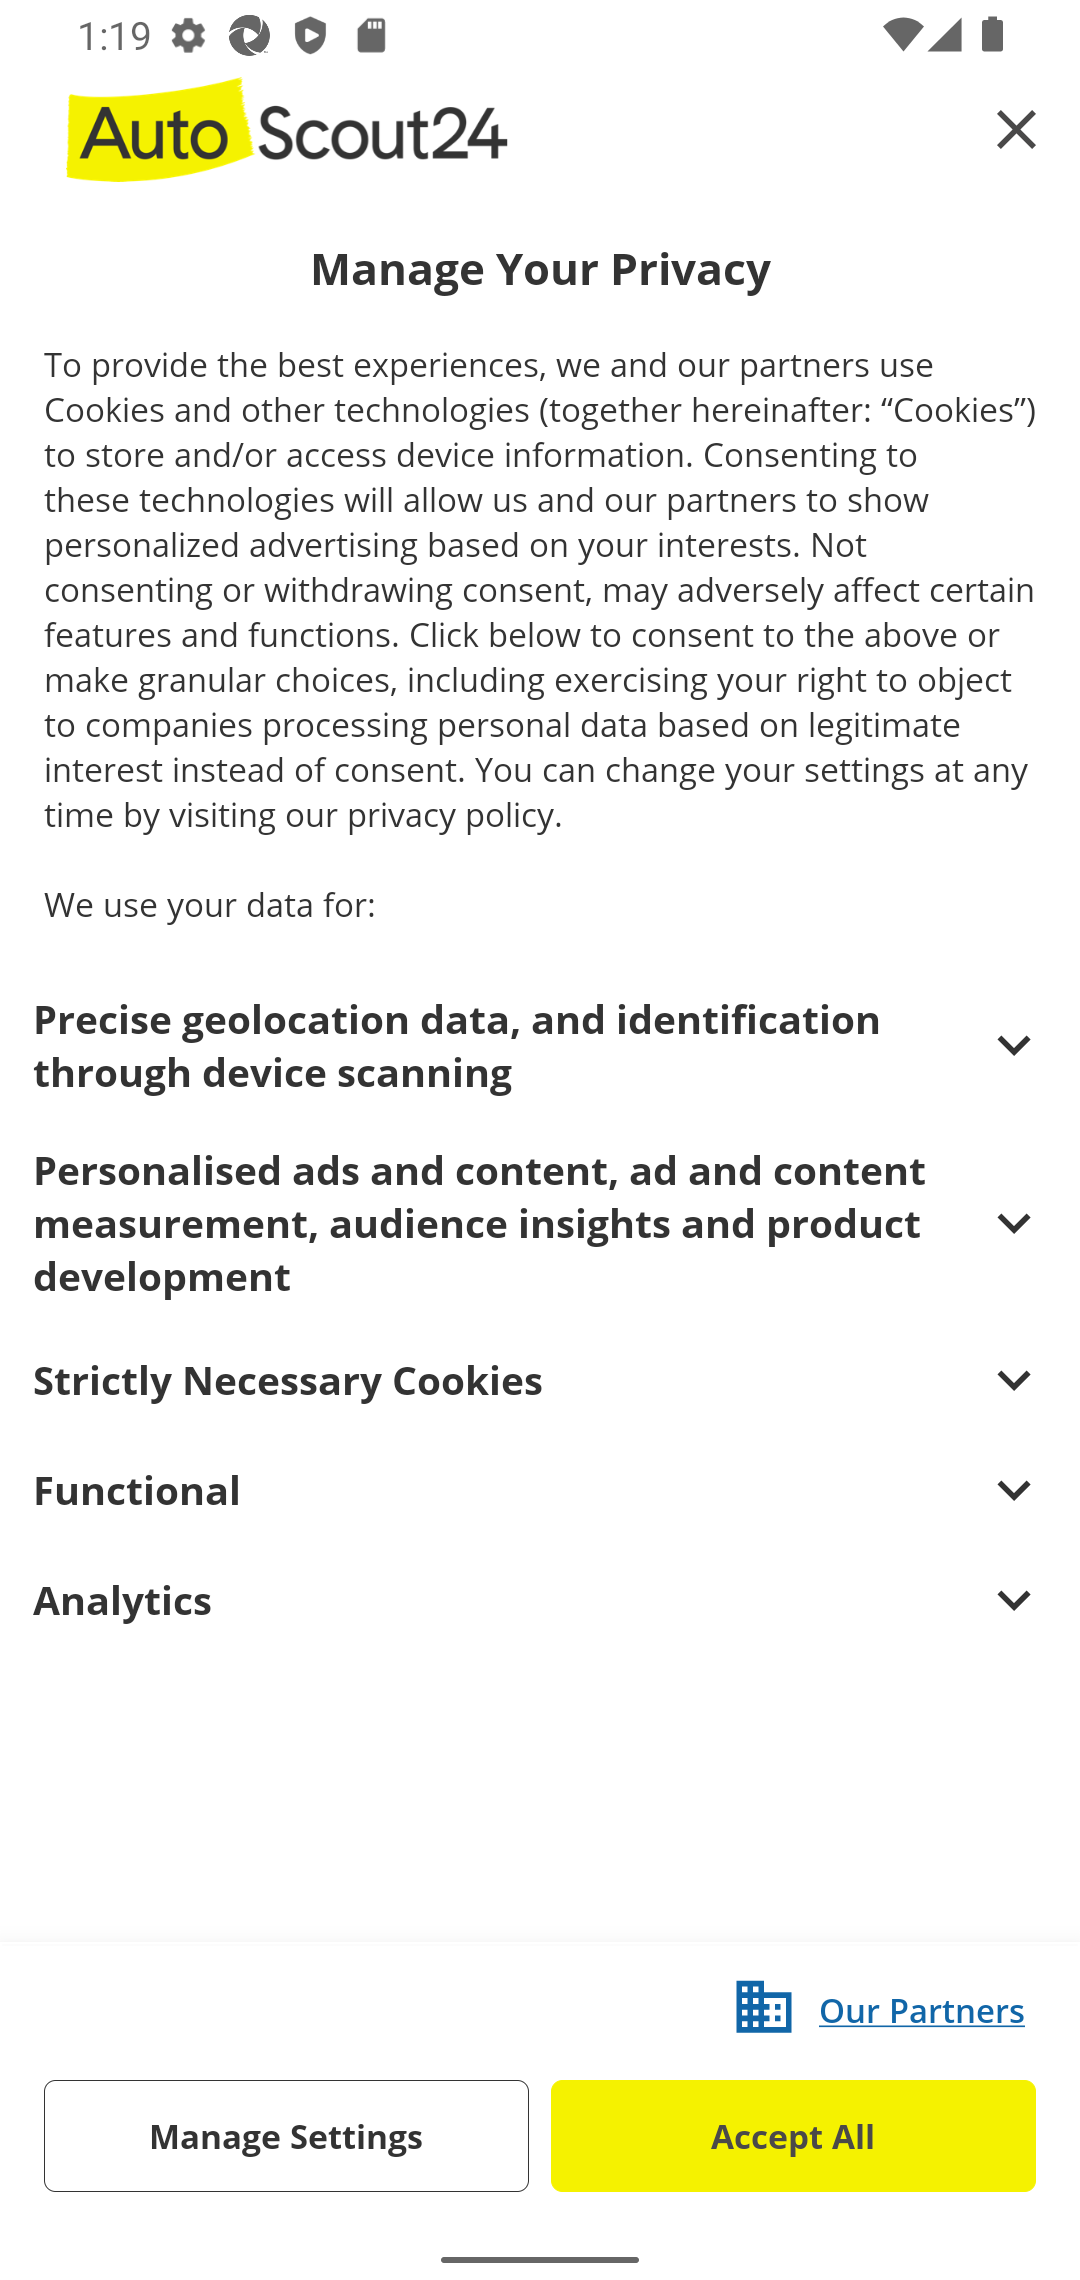 1:19
AutoScout24
Manage Your Privacy
To provide the best experiences, we and our partners use
Cookies and other technologies (together hereinafter: “Cookies”)
to store and/or access device information. Consenting to
these technologies will allow us and our partners to show
personalized advertising based on your interests. Not
consenting or withdrawing consent, may adversely affect certain
features and functions. Click below to consent to the above or
make granular choices, including exercising your right to object
to companies processing personal data based on legitimate
interest instead of consent. You can change your settings at any
time by visiting our privacy policy.
We use your data for:
Precise geolocation data, and identification
through device scanning
Personalised ads and content, ad and content
measurement, audience insights and product
development
Strictly Necessary Cookies
Functional
Analytics
Our Partners
Manage Settings
Accept All